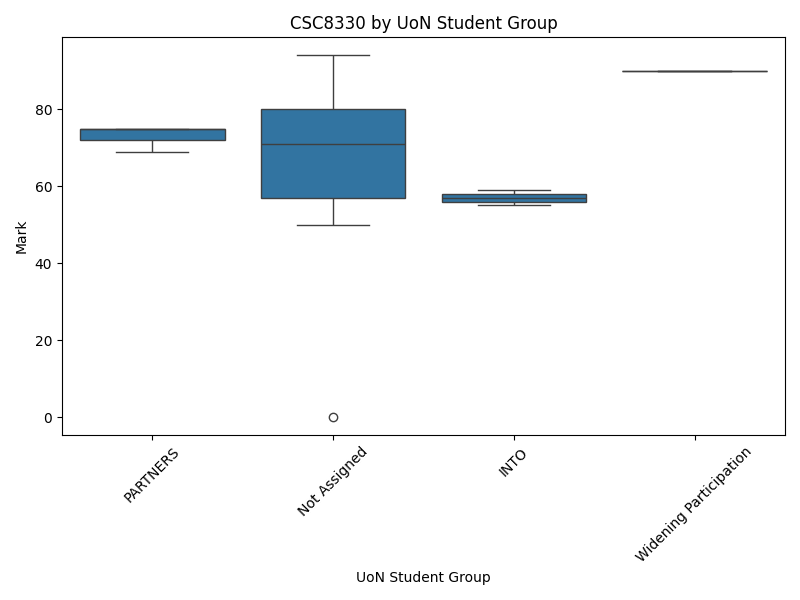 CSC8330 by UoN Student Group
Mark
80
60
40
20
0
PARTNERS
Not Assigned
INTO
Widening Participation
UoN Student Group